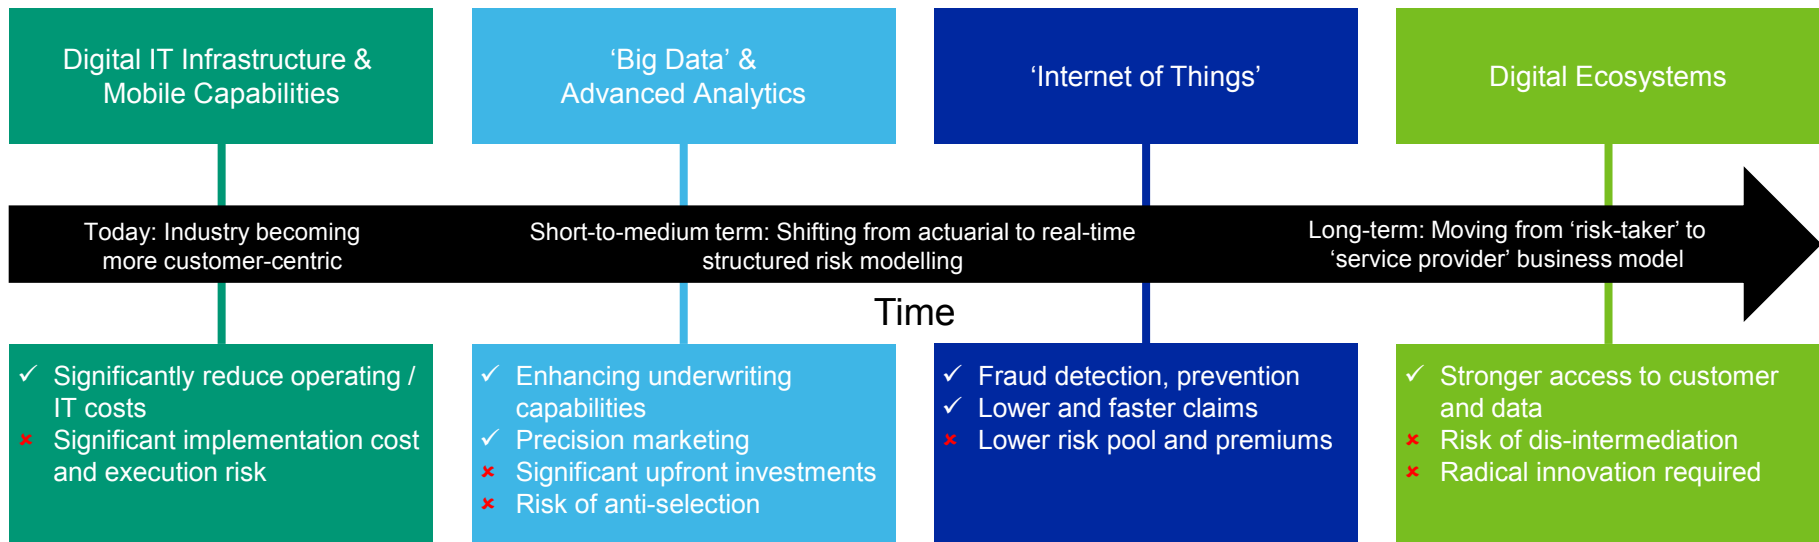 Digital IT Infrastructure &
Mobile Capabilities
‘Big Data’ &
Advanced Analytics
‘Internet of Things’
Digital Ecosystems
Today: Industry becoming
more customer-centric
Short-to-medium term: Shifting from actuarial to real-time
structured risk modelling
Long-term: Moving from ‘risk-taker’ to
‘service provider’ business model
Time
✓ Significantly reduce operating /
IT costs
× Significant implementation cost
and execution risk
✓ Enhancing underwriting
capabilities
✓ Precision marketing
× Significant upfront investments
× Risk of anti-selection
✓ Fraud detection, prevention
✓ Lower and faster claims
× Lower risk pool and premiums
✓ Stronger access to customer
and data
× Risk of dis-intermediation
× Radical innovation required